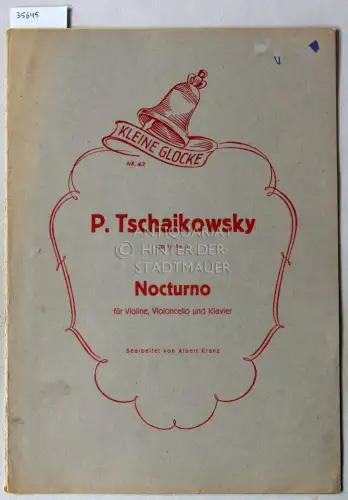 35645
KLEINE GLOCKE
NR. 42
P. Tschaikowsky
ANTIQUARIAT
HINTER DER
STADTMAUER
Nocturno
für Violine, Violoncello und Klavier
Bearbeitet von Albert Kranz